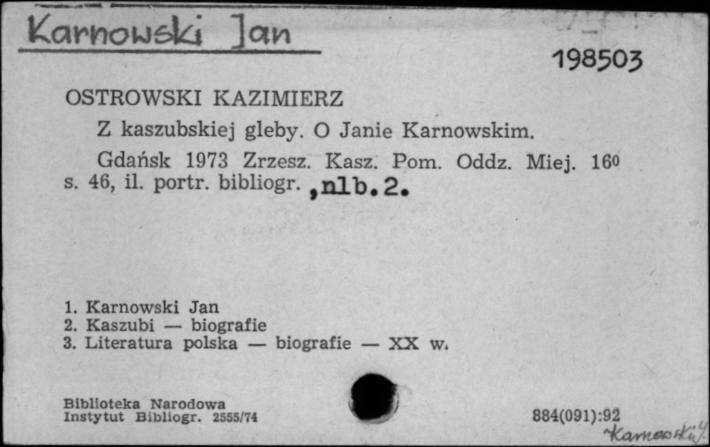 Karnowski Jan
198503
OSTROWSKI KAZIMIERZ
Z kaszubskiej gleby. O Janie Karnowskim.
Gdańsk 1973 Zrzesz. Kasz. Pom. Oddz. Miej. 16⁰
s. 46, il. portr. bibliogr. ,nlb.2.
1. Karnowski Jan
2. Kaszubi — biografie
3. Literatura polska — biografie — XX w.
Biblioteka Narodowa
Instytut Bibliogr. 2555/74
884(091):92
Karnowski